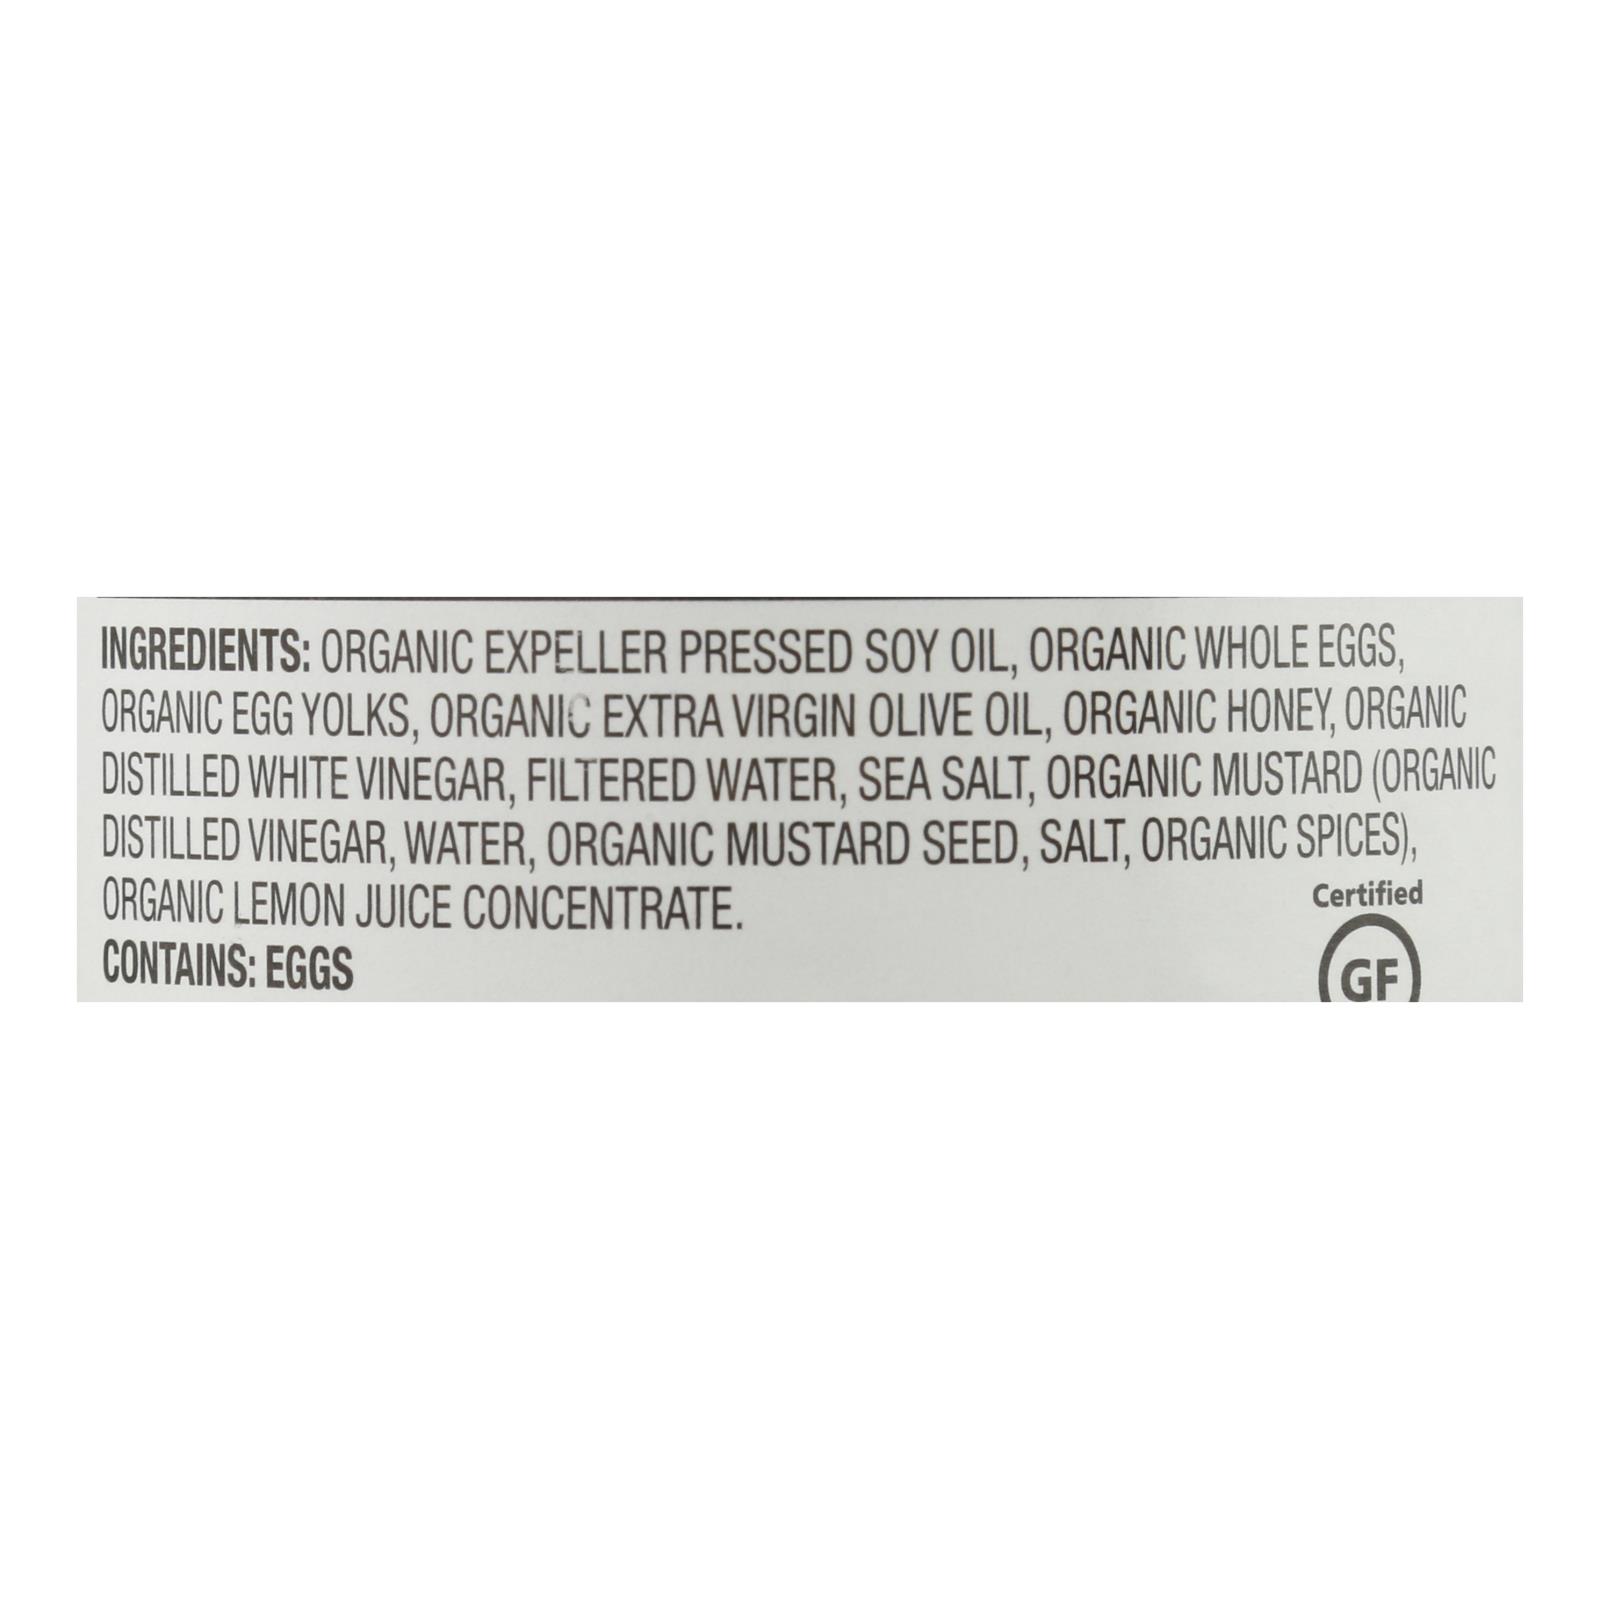 INGREDIENTS: ORGANIC EXPELLER PRESSED SOY OIL, ORGANIC WHOLE EGGS,
ORGANIC EGG YOLKS, ORGANIC EXTRA VIRGIN OLIVE OIL, ORGANIC HONEY, ORGANIC
DISTILLED WHITE VINEGAR, FILTERED WATER, SEA SALT, ORGANIC MUSTARD (ORGANIC
DISTILLED VINEGAR, WATER, ORGANIC MUSTARD SEED, SALT, ORGANIC SPICES),
ORGANIC LEMON JUICE CONCENTRATE.
CONTAINS: EGGS
Certified
GF